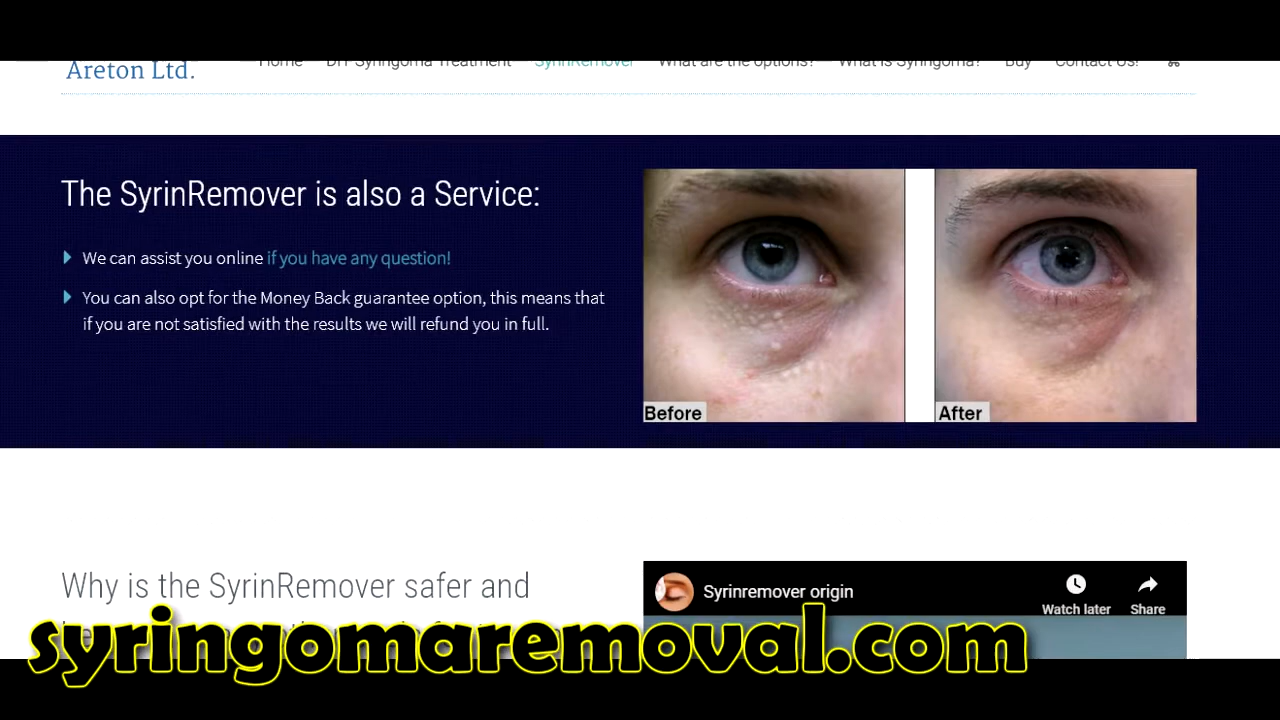 Areton Ltd.
Home DIY Syringoma Treatment SyrinRemover What are the options? What is Syringoma? Buy Contact Us!
The SyrinRemover is also a Service:
We can assist you online if you have any question!
You can also opt for the Money Back guarantee option, this means that
if you are not satisfied with the results we will refund you in full.
Before
After
Why is the SyrinRemover safer and
Syrinremover origin
Watch later
Share
syringomaremoval.com